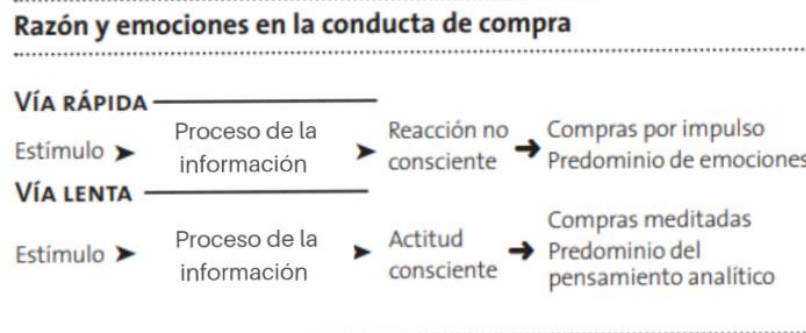 Razón y emociones en la conducta de compra
VÍA RÁPIDA
Estímulo ➤ Proceso de la información ➤ Reacción no consciente ➔ Compras por impulso
Predominio de emociones
VÍA LENTA
Estímulo ➤ Proceso de la información ➤ Actitud consciente ➔ Compras meditadas
Predominio del
pensamiento analítico